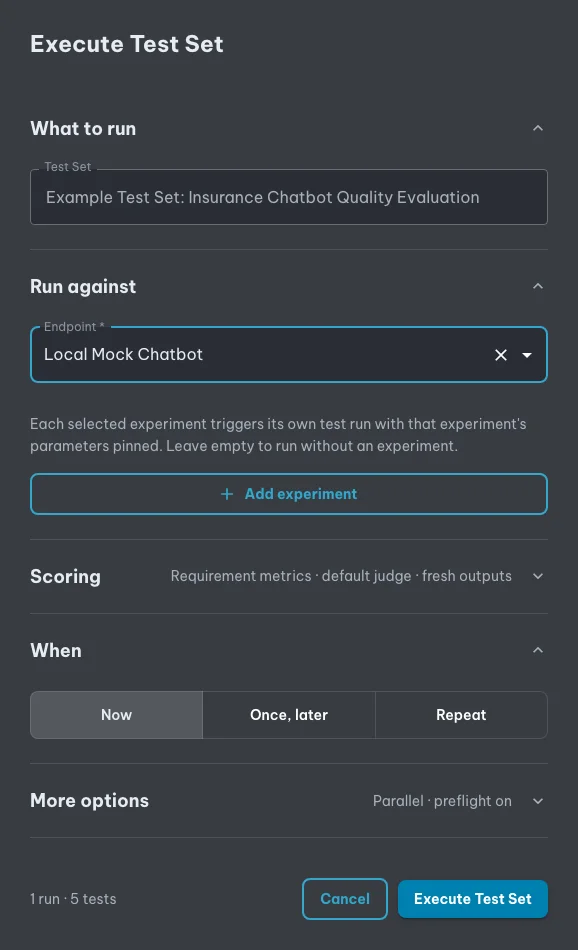 Execute Test Set
What to run
Test Set
Example Test Set: Insurance Chatbot Quality Evaluation
Run against
Endpoint *
Local Mock Chatbot
Each selected experiment triggers its own test run with that experiment's
parameters pinned. Leave empty to run without an experiment.
Add experiment
Scoring Requirement metrics · default judge · fresh outputs
When
Now Once, later Repeat
More options Parallel · preflight on
1 run · 5 tests Cancel Execute Test Set